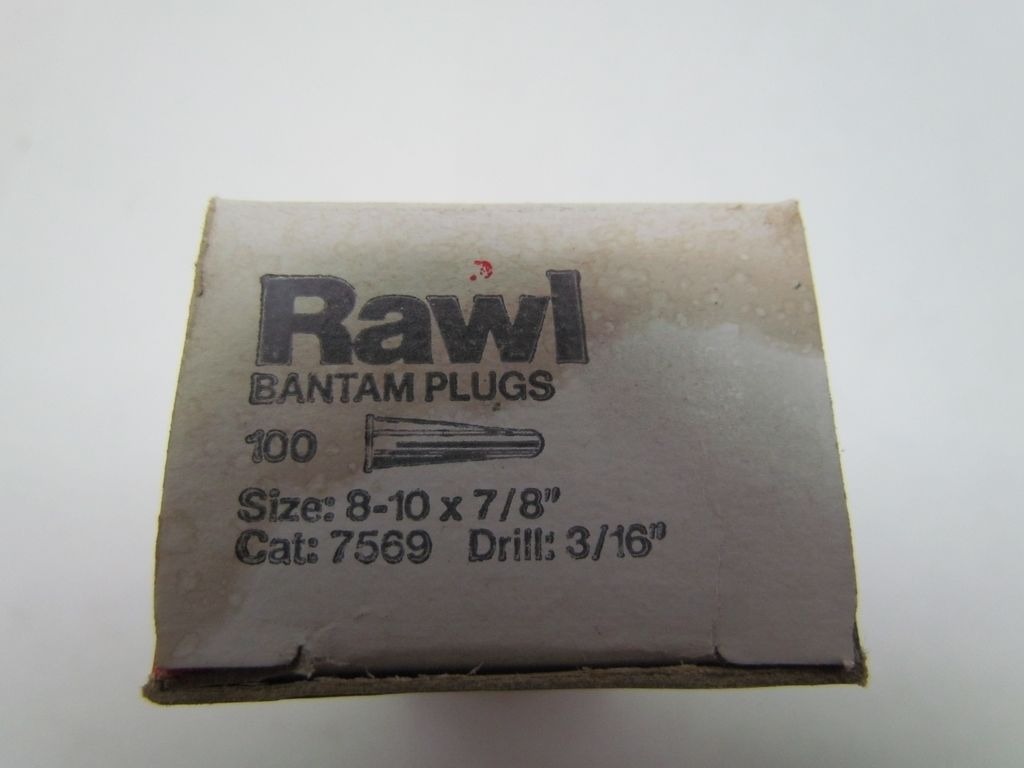 Rawl
BANTAM PLUGS
100
Size: 8-10 x 7/8"
Cat: 7569 Drill: 3/16"